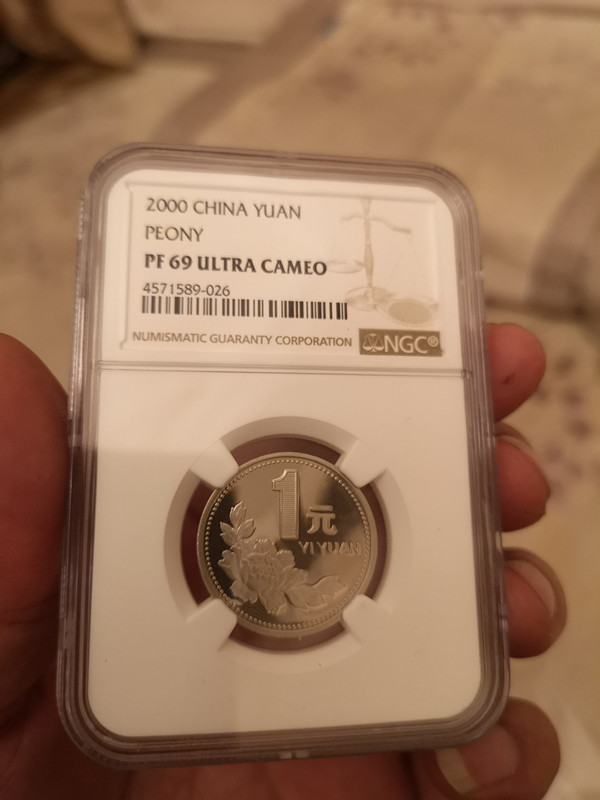 2000 CHINA YUAN
PEONY
PF 69 ULTRA CAMEO
4571589-026
NUMISMATIC GUARANTY CORPORATION NGC®
1元
YI YUAN